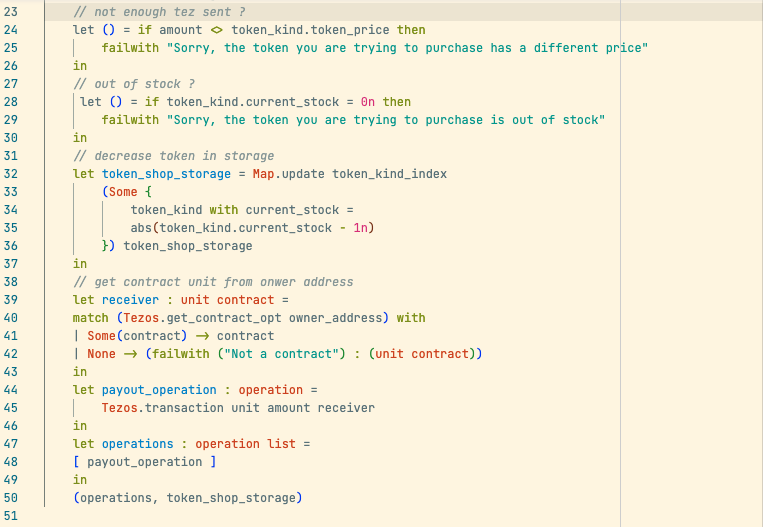 23 // not enough tez sent ?
24 let () = if amount <> token_kind.token_price then
25 failwith "Sorry, the token you are trying to purchase has a different price"
26 in
27 // out of stock ?
28 let () = if token_kind.current_stock = 0n then
29 failwith "Sorry, the token you are trying to purchase is out of stock"
30 in
31 // decrease token in storage
32 let token_shop_storage = Map.update token_kind_index
33 (Some {
34 token_kind with current_stock =
35 abs(token_kind.current_stock - 1n)
36 }) token_shop_storage
37 in
38 // get contract unit from onwer address
39 let receiver : unit contract =
40 match (Tezos.get_contract_opt owner_address) with
41 | Some(contract) -> contract
42 | None -> (failwith ("Not a contract") : (unit contract))
43 in
44 let payout_operation : operation =
45 Tezos.transaction unit amount receiver
46 in
47 let operations : operation list =
48 [ payout_operation ]
49 in
50 (operations, token_shop_storage)
51